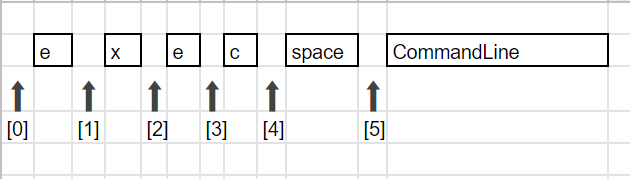 e x e c space CommandLine
[0] [1] [2] [3] [4] [5]